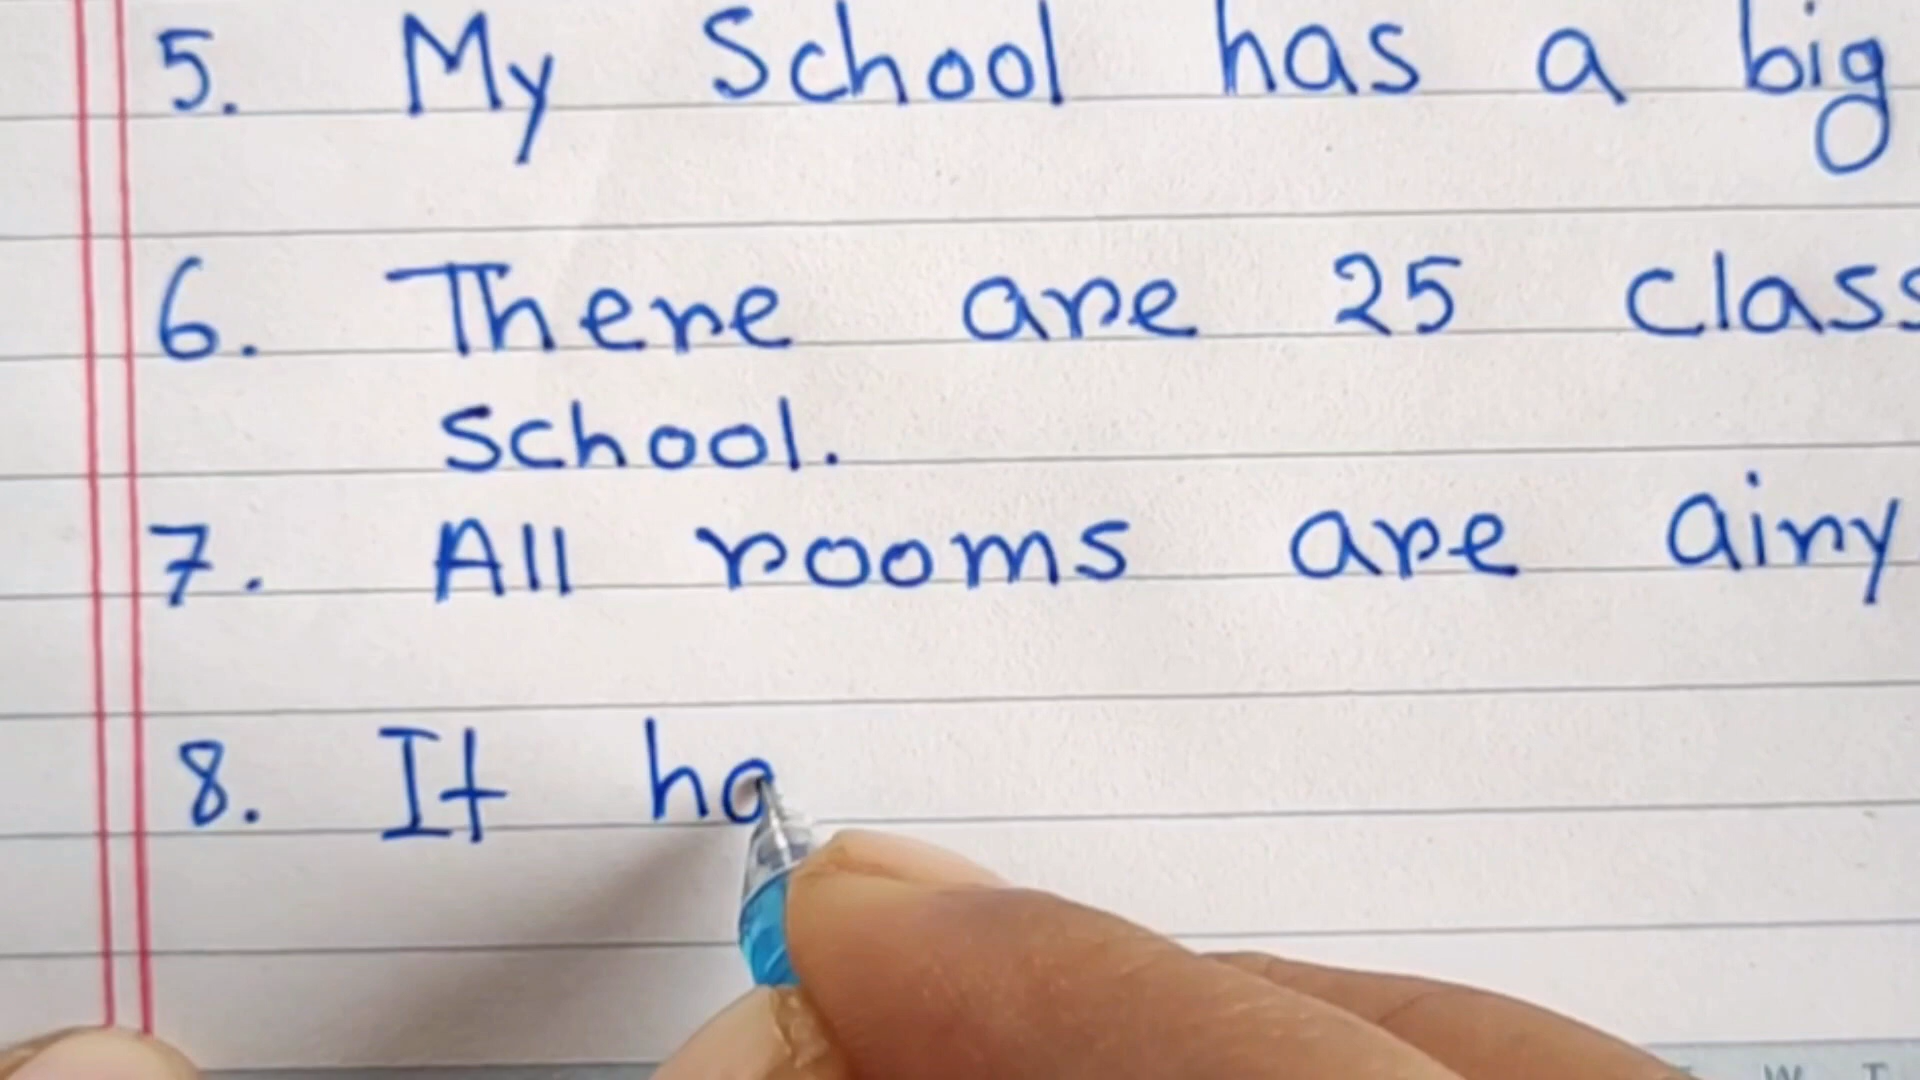 5. My School has a big
6. There are 25 class
school.
7. All rooms are airy
8. It ha
W T